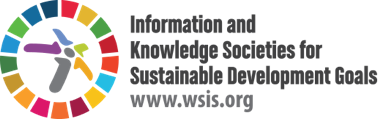 Information and
Knowledge Societies for
Sustainable Development Goals
www.wsis.org